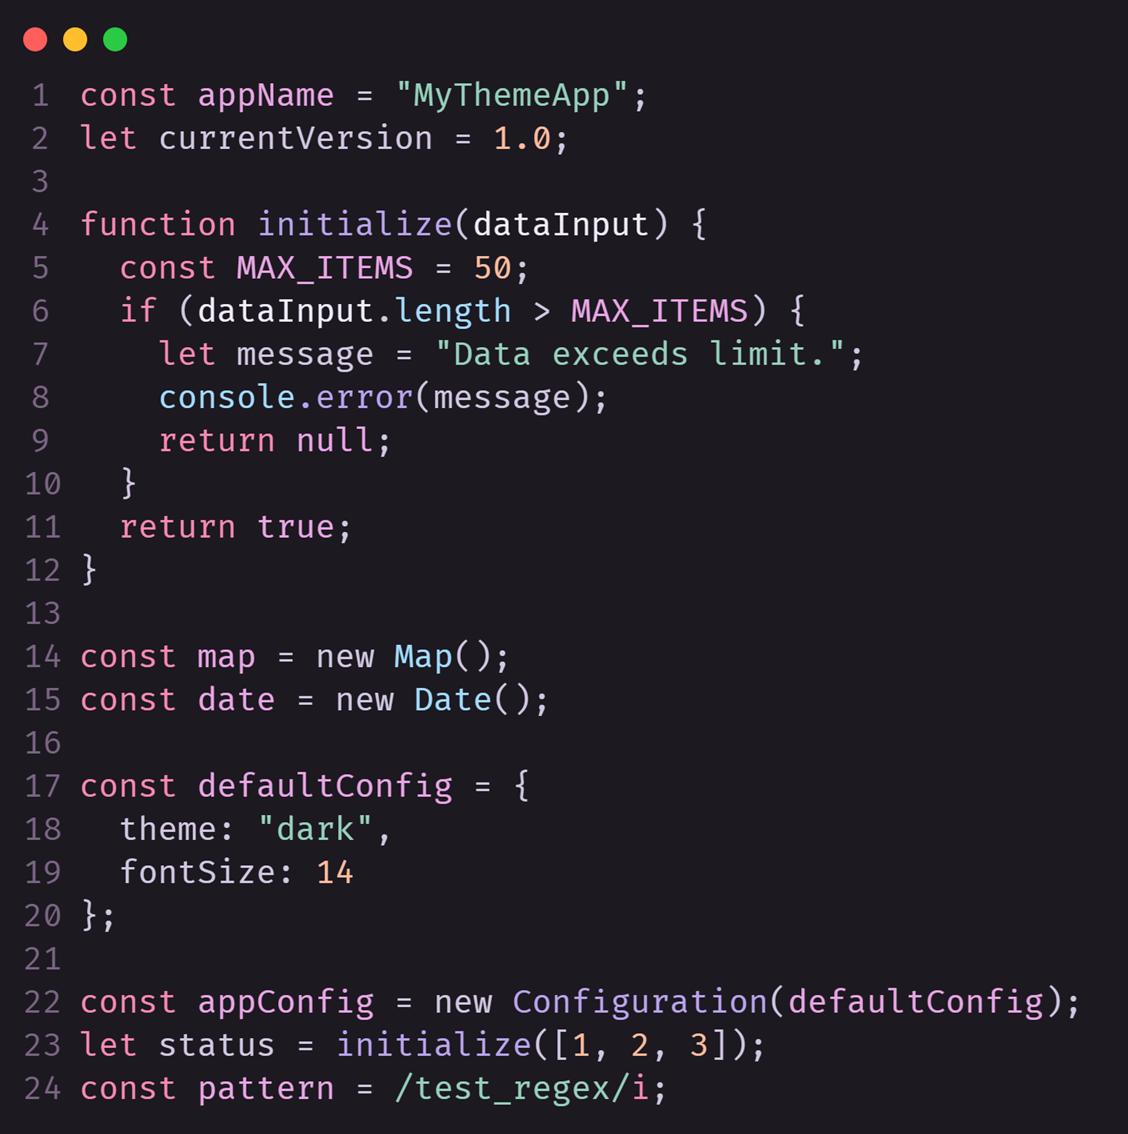 1 const appName = "MyThemeApp";
2 let currentVersion = 1.0;
3
4 function initialize(dataInput) {
5   const MAX_ITEMS = 50;
6   if (dataInput.length > MAX_ITEMS) {
7     let message = "Data exceeds limit.";
8     console.error(message);
9     return null;
10   }
11   return true;
12 }
13
14 const map = new Map();
15 const date = new Date();
16
17 const defaultConfig = {
18   theme: "dark",
19   fontSize: 14
20 };
21
22 const appConfig = new Configuration(defaultConfig);
23 let status = initialize([1, 2, 3]);
24 const pattern = /test_regex/i;